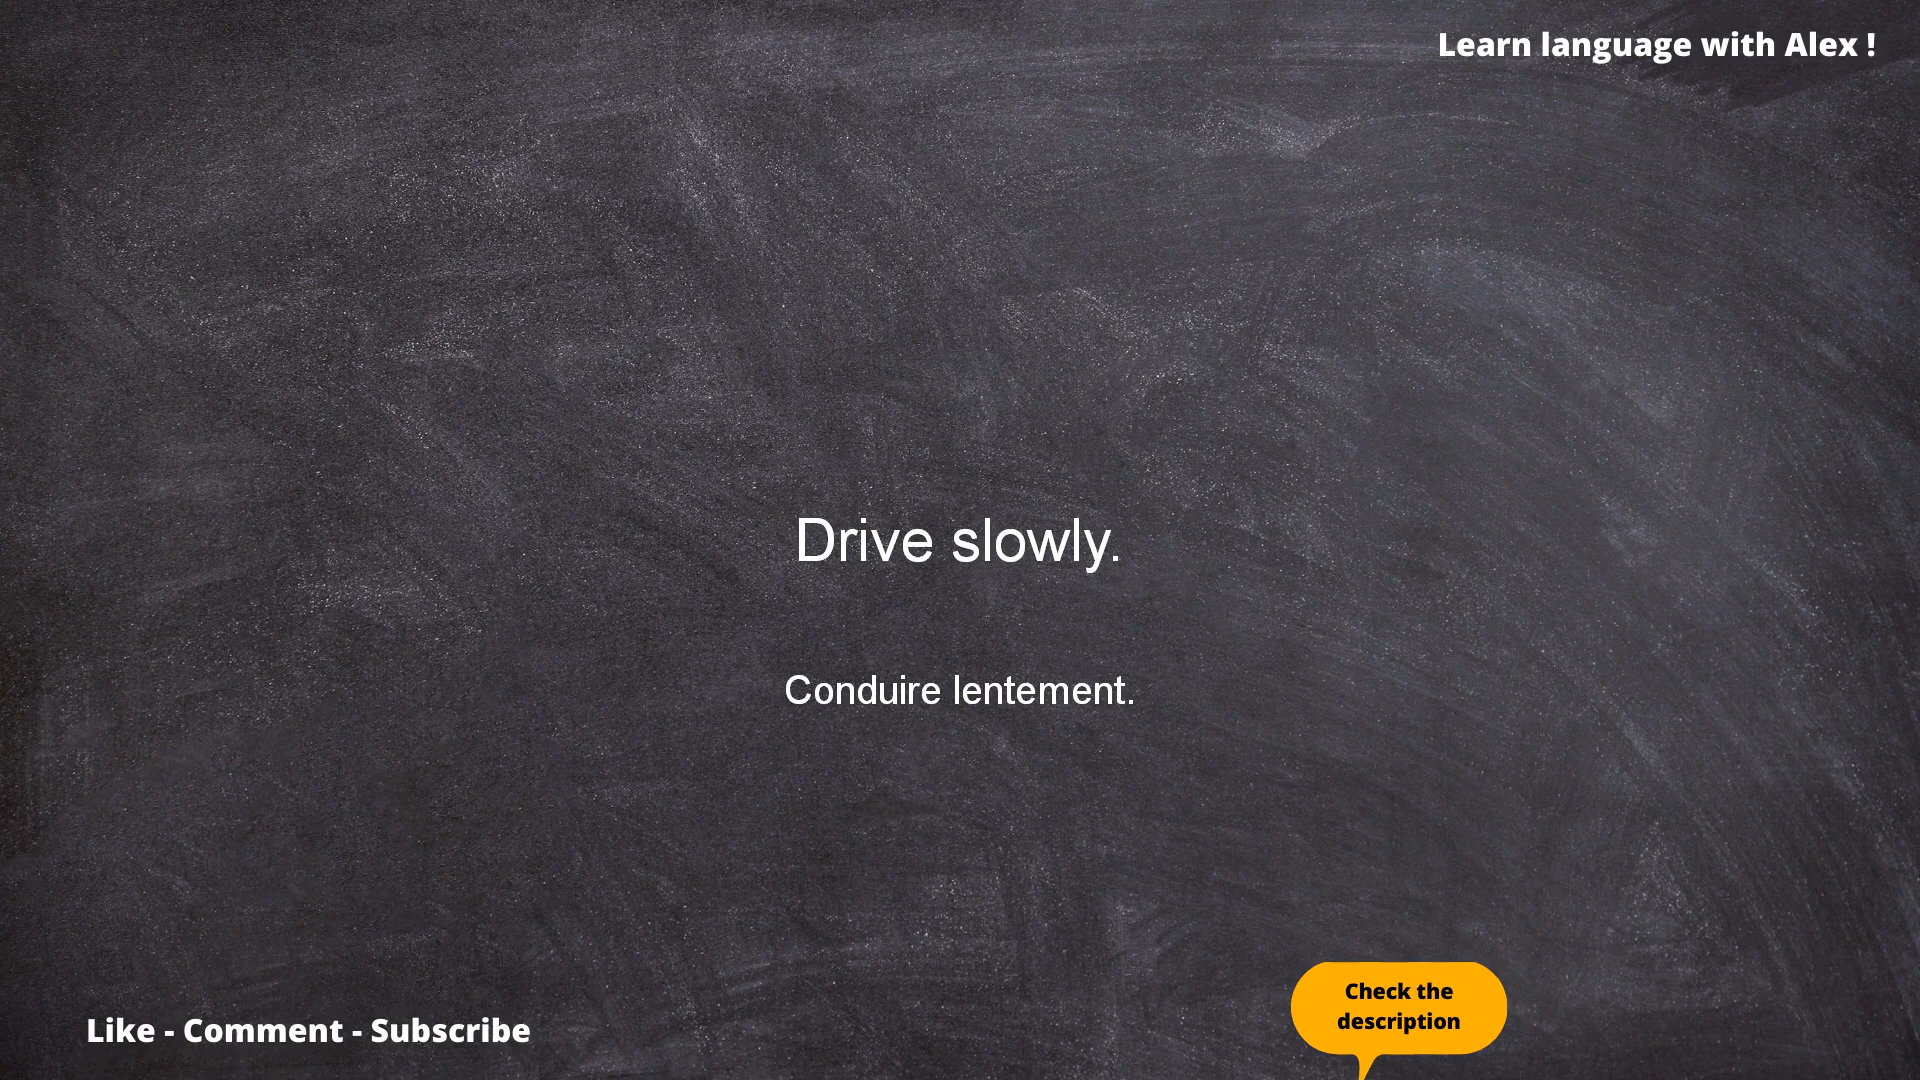 Learn language with Alex !
Drive slowly.
Conduire lentement.
Check the
description
Like - Comment - Subscribe